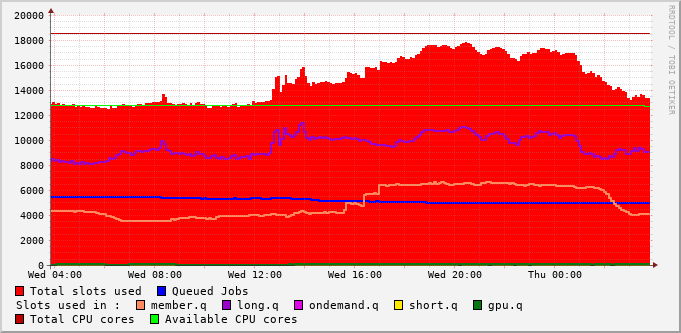 20000
18000
16000
14000
12000
10000
8000
6000
4000
2000
0
Wed 04:00 Wed 08:00 Wed 12:00 Wed 16:00 Wed 20:00 Thu 00:00
Total slots used Queued Jobs
Slots used in : member.q long.q ondemand.q short.q gpu.q
Total CPU cores Available CPU cores
RRDTOOL / TOBI OETIKER